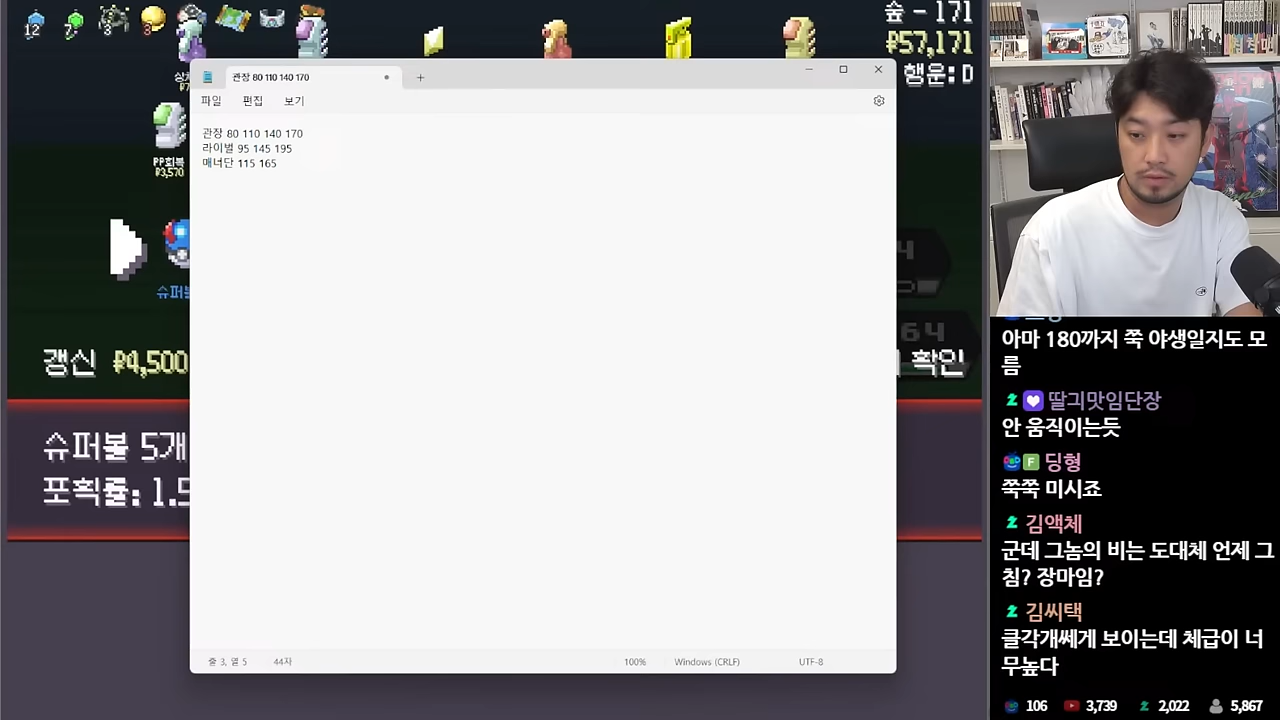 12
7
3
3
숲 - 171
₽57,171
행운: 0
관장 80 110 140 170
파일 편집 보기
관장 80 110 140 170
라이벌 95 145 195
매너단 115 165
PP회복
₽3,570
갱신 ₽4,500
확인
64
슈퍼볼 5개
포획률: 1.5
줄 3, 열 5 44자 100% Windows (CRLF) UTF-8
아마 180까지 쭉 야생일지도 모
름
딸긔맛임단장
안 움직이는듯
딩형
쭉쭉 미시죠
김액체
군데 그놈의 비는 도대체 언제 그
침? 장마임?
김씨택
클각개쎄게 보이는데 체급이 너
무높다
106 3,739 2,022 5,867